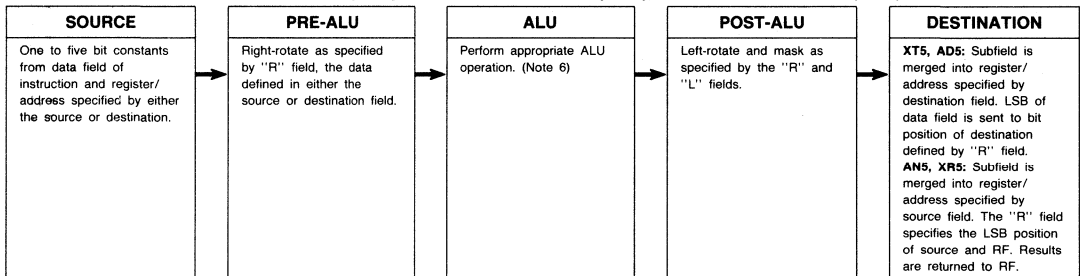 SOURCE
One to five bit constants
from data field of
instruction and register/
address specified by either
the source or destination.
PRE-ALU
Right-rotate as specified
by ''R'' field, the data
defined in either the
source or destination field.
ALU
Perform appropriate ALU
operation. (Note 6)
POST-ALU
Left-rotate and mask as
specified by the ''R'' and
''L'' fields.
DESTINATION
XT5, AD5: Subfield is
merged into register/
address specified by
destination field. LSB of
data field is sent to bit
position of destination
defined by ''R'' field.
AN5, XR5: Subfield is
merged into register/
address specified by
source field. The ''R'' field
specifies the LSB position
of source and RF. Results
are returned to RF.